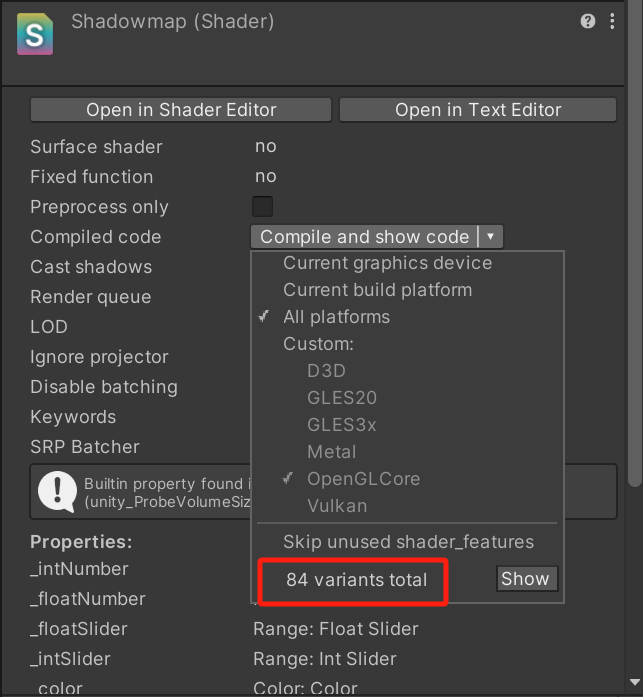 S
Shadowmap (Shader)
?
Open in Shader Editor
Open in Text Editor
Surface shader no
Fixed function no
Preprocess only
Compiled code Compile and show code
Cast shadows Current graphics device
Render queue Current build platform
LOD All platforms
Ignore projector Custom:
Disable batching D3D
Keywords GLES20
GLES3x
SRP Batcher Metal
OpenGLCore
Vulkan
! Builtin property found i
(unity_ProbeVolumeSiz
Skip unused shader_features
84 variants total Show
Properties:
_intNumber
_floatNumber
_floatSlider Range: Float Slider
_intSlider Range: Int Slider
_color Color: Color